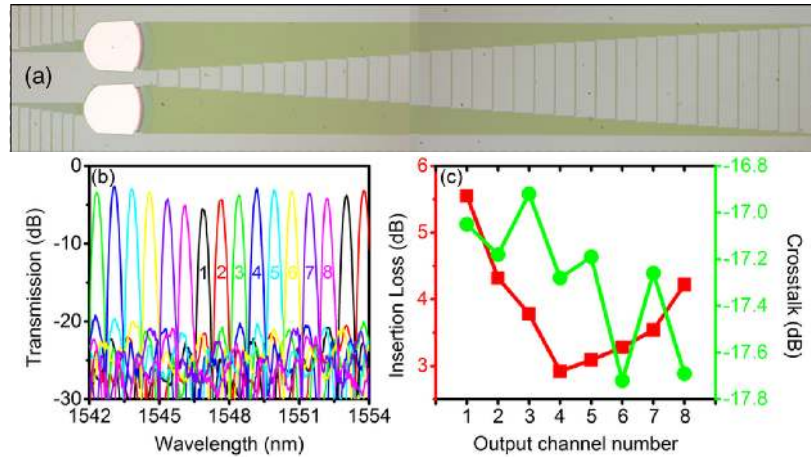 (a)
(b)
0
-10
-20
-30
Transmission (dB)
1 2 3 4 5 6 7 8
1542 1545 1548 1551 1554
Wavelength (nm)
(c)
6
5
4
3
Insertion Loss (dB)
1 2 3 4 5 6 7 8
Output channel number
-16.8
-17.0
-17.2
-17.4
-17.6
-17.8
Crosstalk (dB)